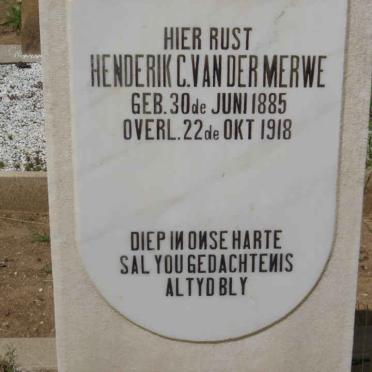 HIER RUST
HENDERIK C. VAN DER MERWE
GEB. 30de JUNI 1885
OVERL. 22de OKT 1918
DIEP IN ONSE HARTE
SAL YOU GEDACHTENIS
ALTYD BLY